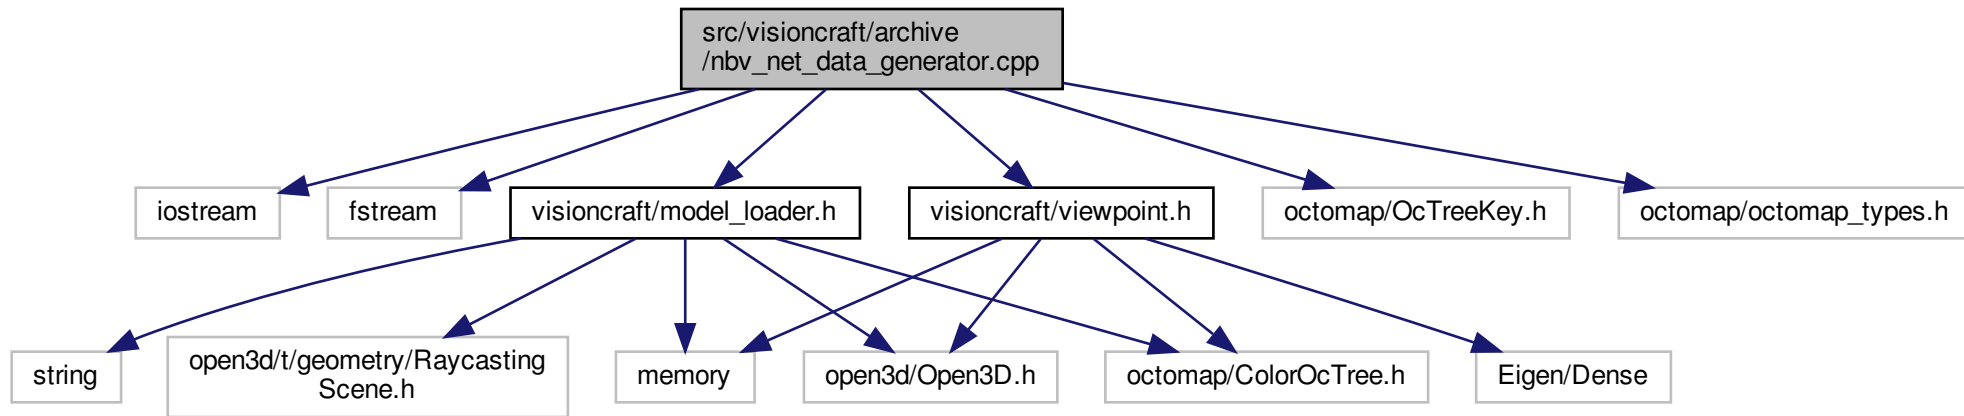 src/visioncraft/archive
/nbv_net_data_generator.cpp
iostream
fstream
visioncraft/model_loader.h
visioncraft/viewpoint.h
octomap/OcTreeKey.h
octomap/octomap_types.h
string
open3d/t/geometry/Raycasting
Scene.h
memory
open3d/Open3D.h
octomap/ColorOcTree.h
Eigen/Dense